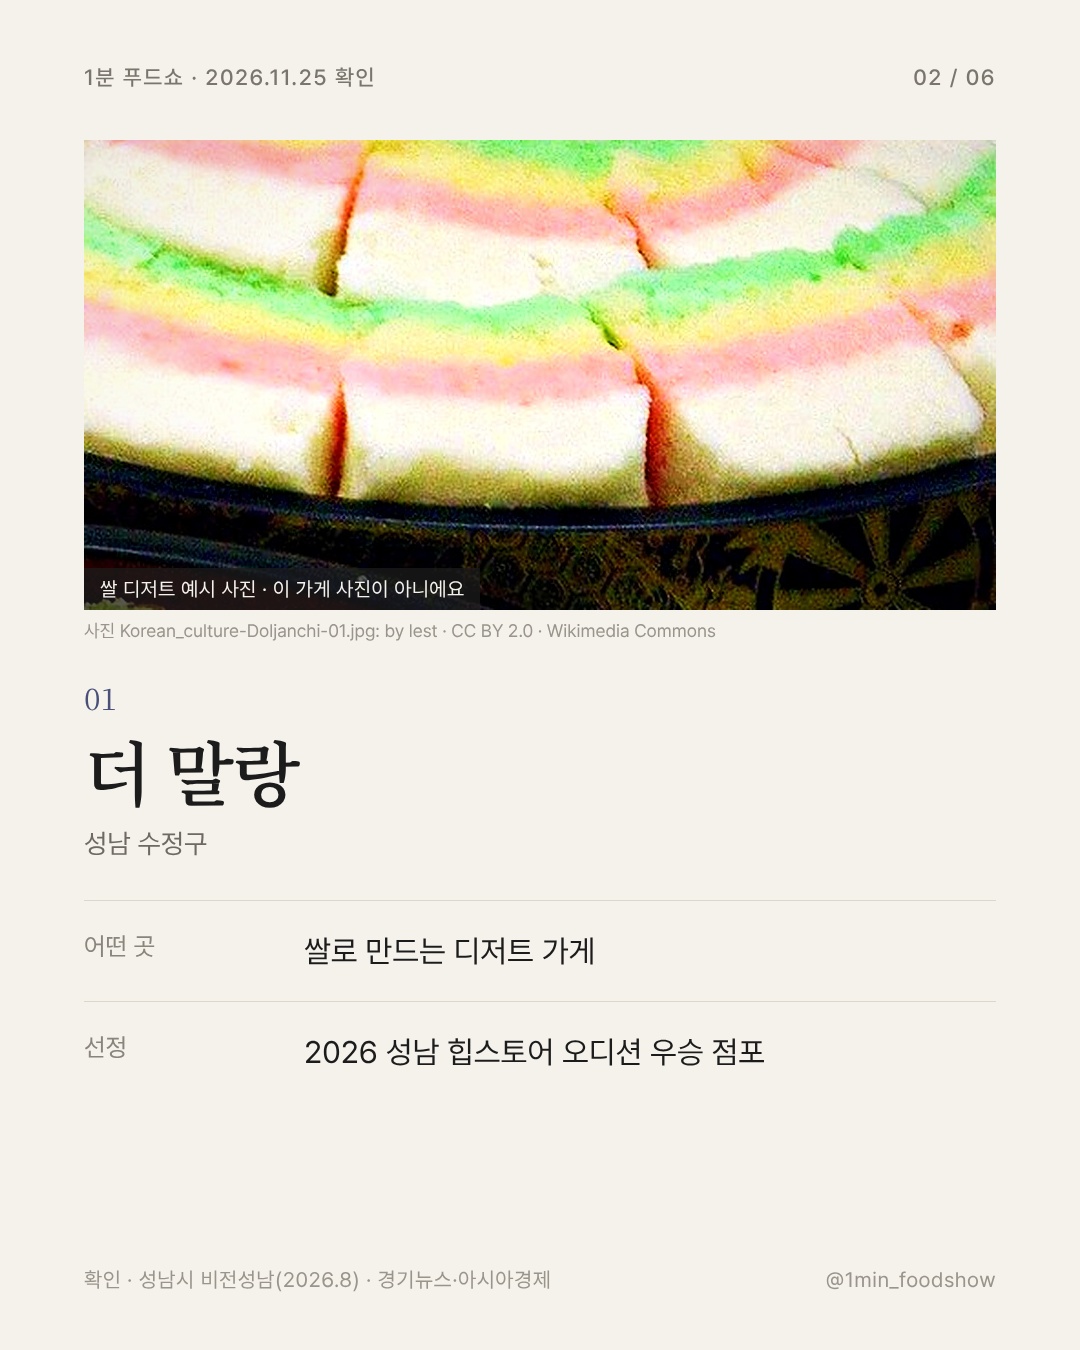 1분 푸드쇼 · 2026.11.25 확인
02 / 06
쌀 디저트 예시 사진 · 이 가게 사진이 아니에요
사진 Korean_culture-Doljanchi-01.jpg: by lest · CC BY 2.0 · Wikimedia Commons
01
더 말랑
성남 수정구
어떤 곳
쌀로 만드는 디저트 가게
선정
2026 성남 힙스토어 오디션 우승 점포
확인 · 성남시 비전성남(2026.8) · 경기뉴스·아시아경제
@1min_foodshow